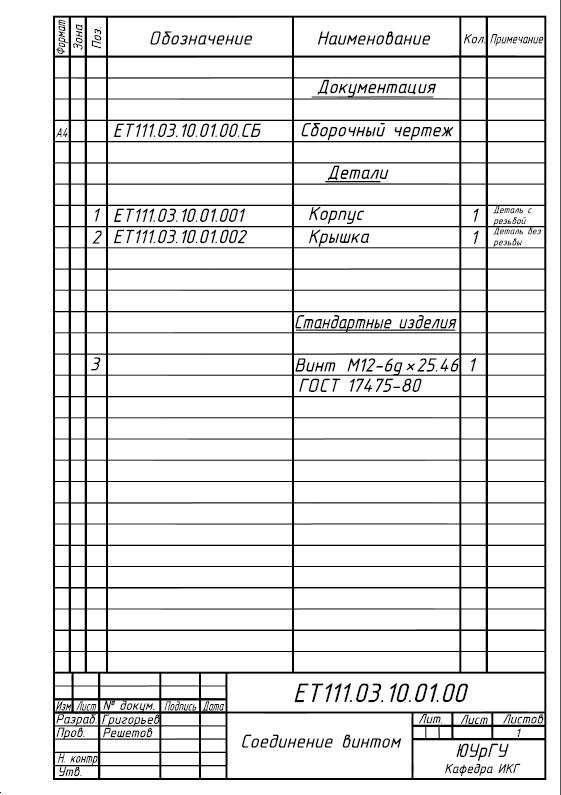 Формат Зона Поз. Обозначение Наименование Кол. Примечание
Документация
А4 ЕТ111.03.10.01.00.СБ Сборочный чертеж
Детали
1 ЕТ111.03.10.01.001 Корпус 1 Деталь с резьбой
2 ЕТ111.03.10.01.002 Крышка 1 Деталь без резьбы
Стандартные изделия
3 Винт М12-6g × 25.46 1
ГОСТ 17475-80
ЕТ111.03.10.01.00
Изм Лист № докум. Подпись Дата
Разраб. Григорьев
Пров. Решетов
Н. контр
Утв.
Соединение винтом
Лит. Лист Листов
1
ЮУрГУ
Кафедра ИКГ